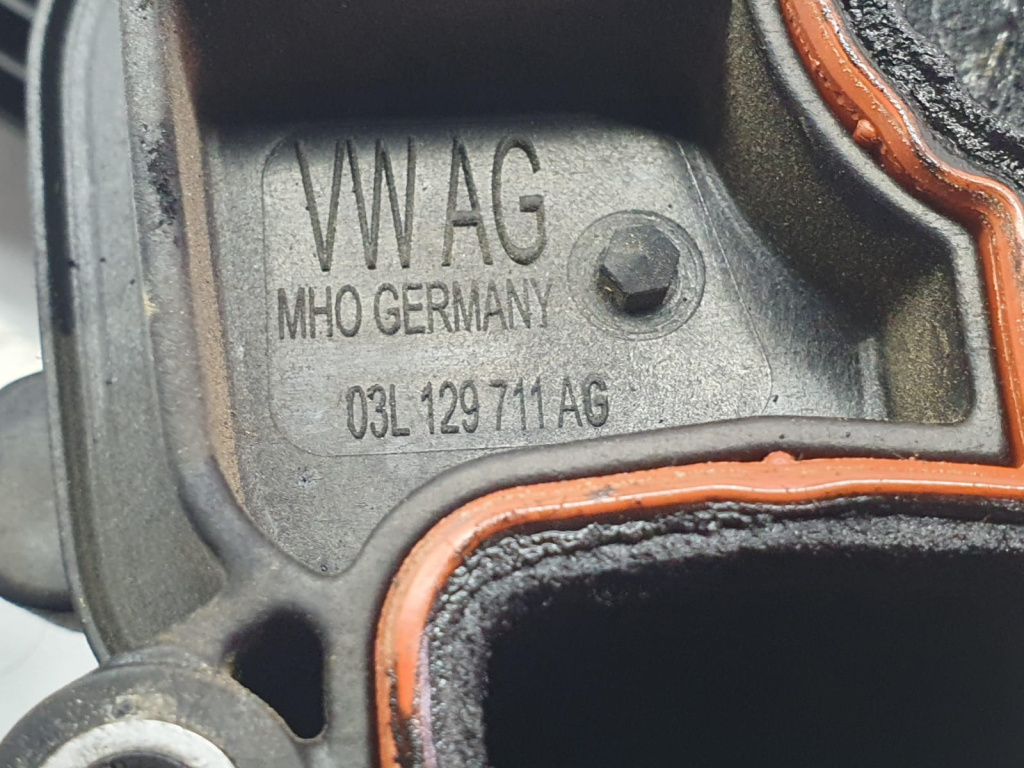 VW AG
MHO GERMANY
03L 129 711 AG